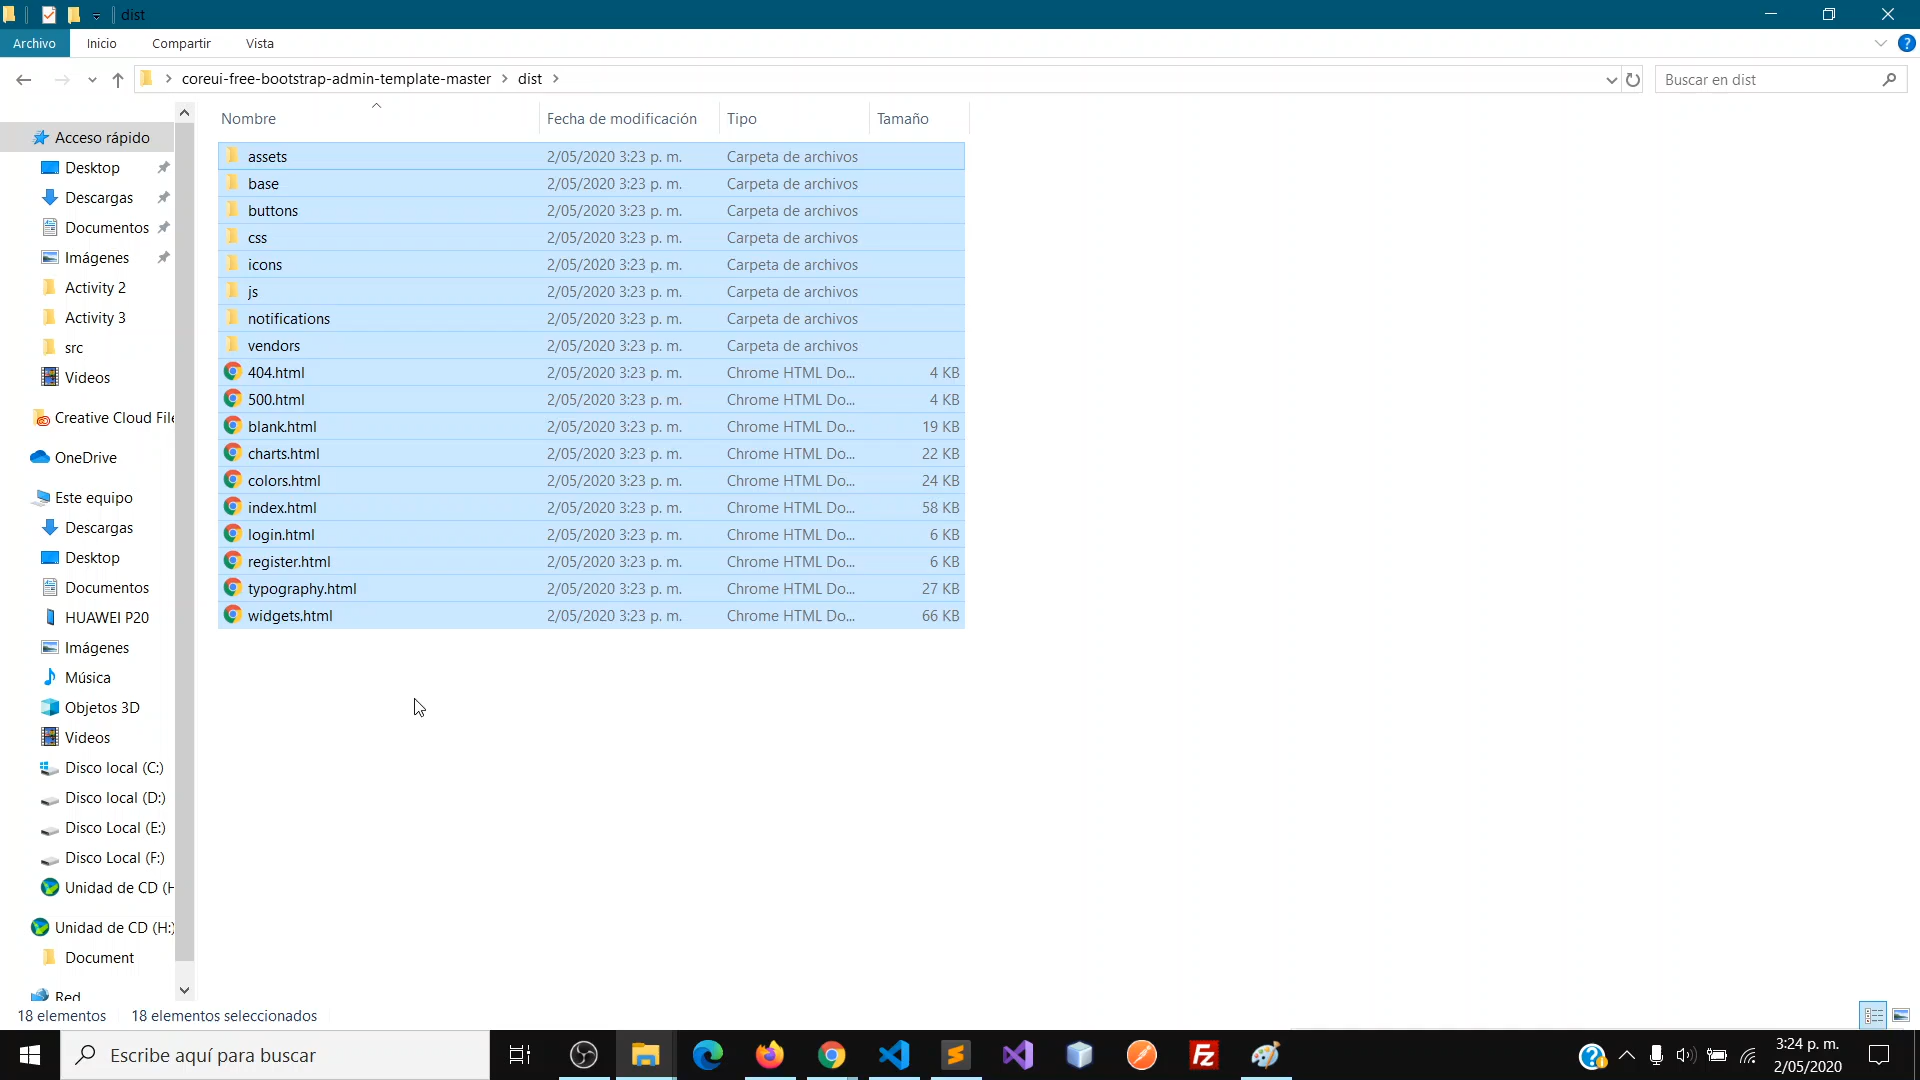 dist
Archivo Inicio Compartir Vista
coreui-free-bootstrap-admin-template-master dist Buscar en dist
Nombre Fecha de modificación Tipo Tamaño
assets 2/05/2020 3:23 p. m. Carpeta de archivos
base 2/05/2020 3:23 p. m. Carpeta de archivos
buttons 2/05/2020 3:23 p. m. Carpeta de archivos
css 2/05/2020 3:23 p. m. Carpeta de archivos
icons 2/05/2020 3:23 p. m. Carpeta de archivos
js 2/05/2020 3:23 p. m. Carpeta de archivos
notifications 2/05/2020 3:23 p. m. Carpeta de archivos
vendors 2/05/2020 3:23 p. m. Carpeta de archivos
404.html 2/05/2020 3:23 p. m. Chrome HTML Do... 4 KB
500.html 2/05/2020 3:23 p. m. Chrome HTML Do... 4 KB
blank.html 2/05/2020 3:23 p. m. Chrome HTML Do... 19 KB
charts.html 2/05/2020 3:23 p. m. Chrome HTML Do... 22 KB
colors.html 2/05/2020 3:23 p. m. Chrome HTML Do... 24 KB
index.html 2/05/2020 3:23 p. m. Chrome HTML Do... 58 KB
login.html 2/05/2020 3:23 p. m. Chrome HTML Do... 6 KB
register.html 2/05/2020 3:23 p. m. Chrome HTML Do... 6 KB
typography.html 2/05/2020 3:23 p. m. Chrome HTML Do... 27 KB
widgets.html 2/05/2020 3:23 p. m. Chrome HTML Do... 66 KB
Acceso rápido
Desktop
Descargas
Documentos
Imágenes
Activity 2
Activity 3
src
Videos
Creative Cloud File
OneDrive
Este equipo
Descargas
Desktop
Documentos
HUAWEI P20
Imágenes
Música
Objetos 3D
Videos
Disco local (C:)
Disco local (D:)
Disco Local (E:)
Disco Local (F:)
Unidad de CD (H
Unidad de CD (H:)
Document
Red
18 elementos 18 elementos seleccionados
Escribe aquí para buscar
3:24 p. m.
2/05/2020